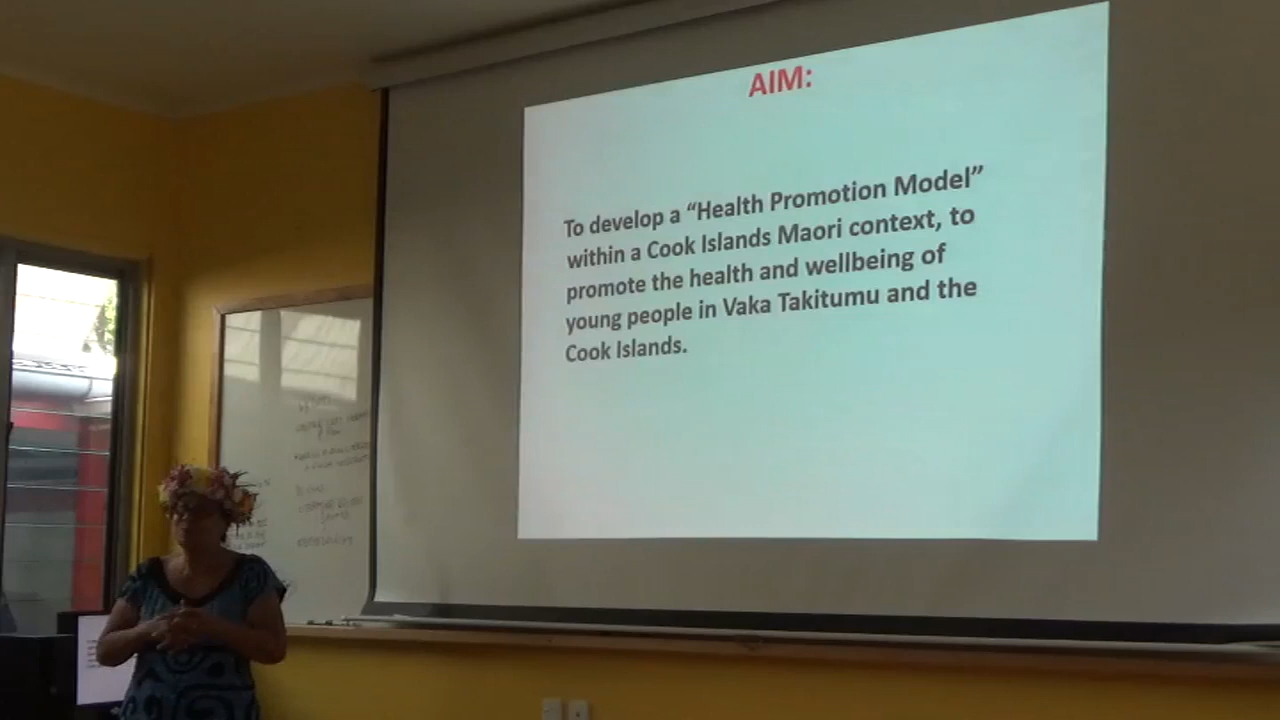 AIM:
To develop a “Health Promotion Model”
within a Cook Islands Maori context, to
promote the health and wellbeing of
young people in Vaka Takitumu and the
Cook Islands.